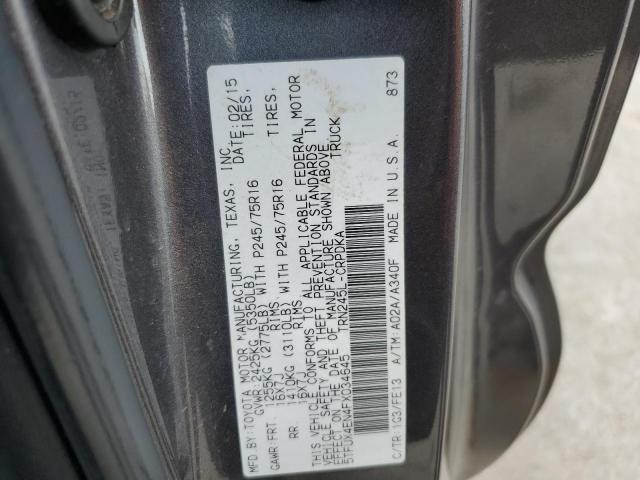 MFD.BY:TOYOTA MOTOR MANUFACTURING, TEXAS, INC. DATE:02/15
GVWR:2425KG (5350LB)
GAWR:FRT. 1255KG (2775LB) WITH P245/75R16 TIRES,
16X7J RIMS
RR. 1410KG (3110LB) WITH P245/75R16 TIRES,
16X7J RIMS
THIS VEHICLE CONFORMS TO ALL APPLICABLE FEDERAL MOTOR
VEHICLE SAFETY AND THEFT PREVENTION STANDARDS IN
EFFECT ON THE DATE OF MANUFACTURE SHOWN ABOVE.
5TFUX4EN4FX034645 TRUCK
TRN245L-CRPDKA
C/TR:1G3/FE13 A/TM:A02A/A340F MADE IN U.S.A. 873